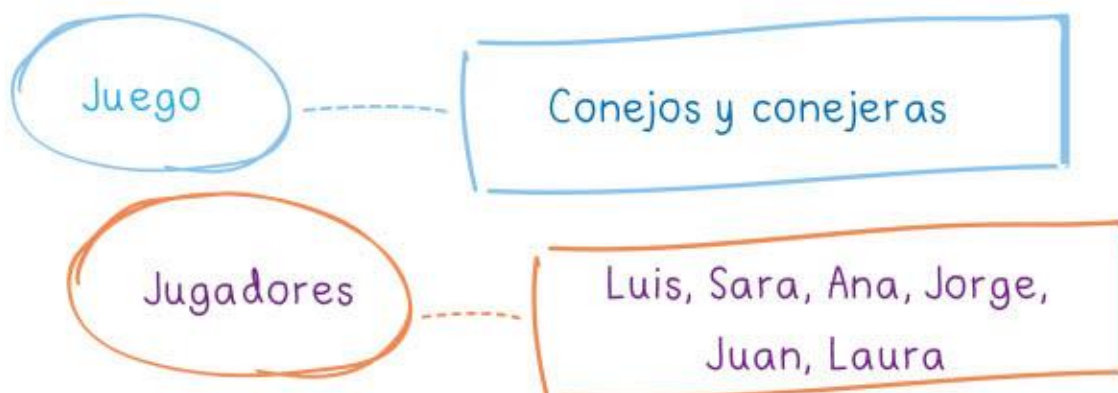 Juego
Conejos y conejeras
Jugadores
Luis, Sara, Ana, Jorge,
Juan, Laura